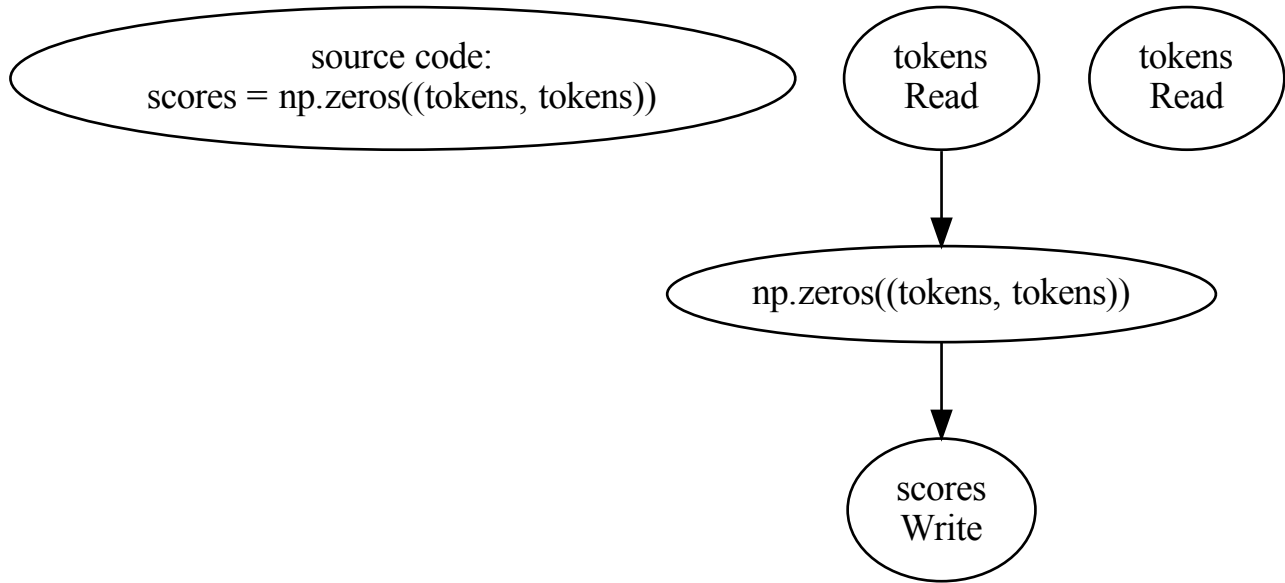 source code:
scores = np.zeros((tokens, tokens))
tokens
Read
tokens
Read
np.zeros((tokens, tokens))
scores
Write